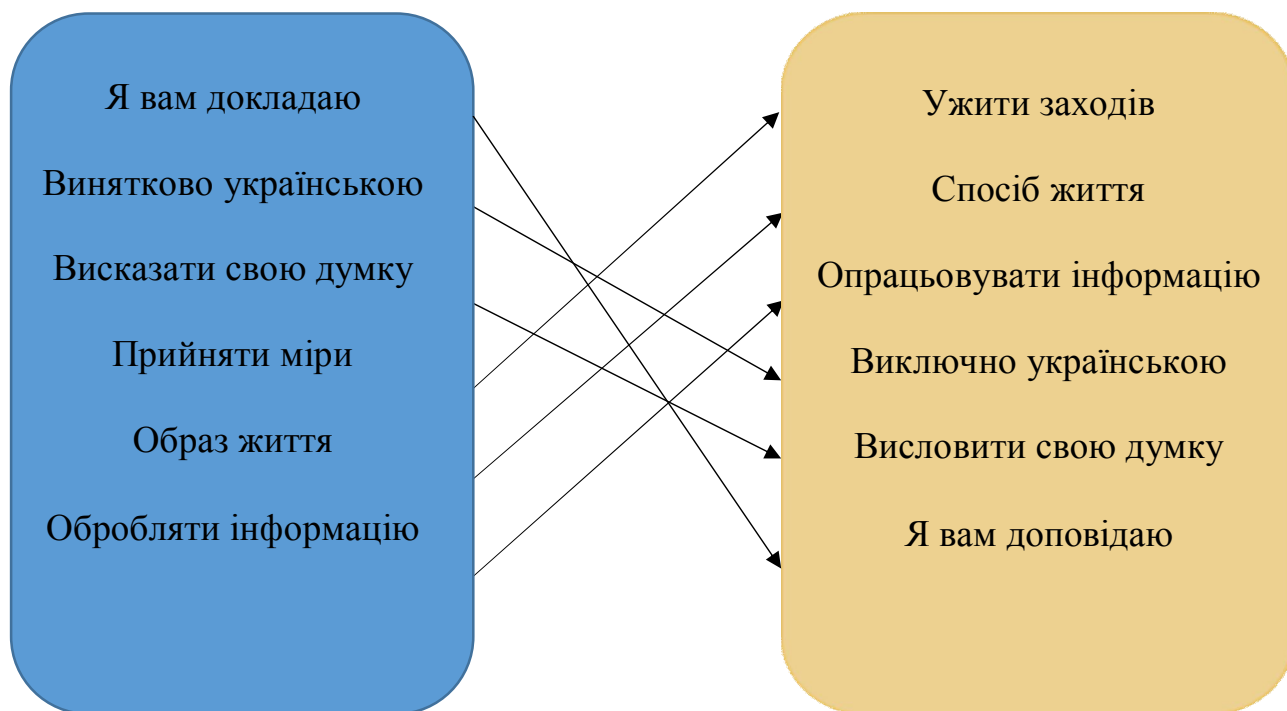 Я вам докладаю
Винятково українською
Висказати свою думку
Прийняти міри
Образ життя
Обробляти інформацію
Ужити заходів
Спосіб життя
Опрацьовувати інформацію
Виключно українською
Висловити свою думку
Я вам доповідаю